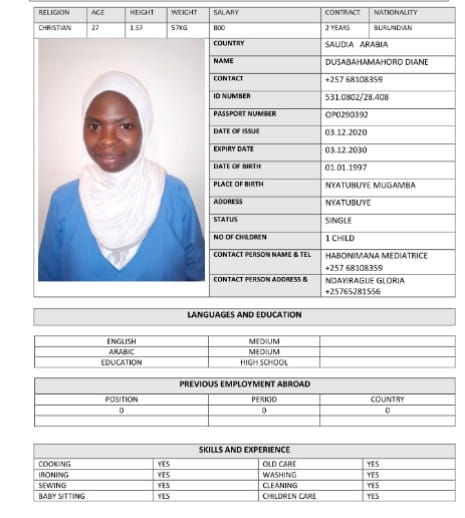 RELIGION AGE HEIGHT WEIGHT SALARY CONTRACT NATIONALITY
CHRISTIAN 27 1.57 57KG 800 2 YEARS BURUNDIAN
COUNTRY SAUDIA ARABIA
NAME DUSABAHAMAHORO DIANE
CONTACT +257 68108359
ID NUMBER 531.0802/28.408
PASSPORT NUMBER OP0290392
DATE OF ISSUE 03.12.2020
EXPIRY DATE 03.12.2030
DATE OF BIRTH 01.01.1997
PLACE OF BIRTH NYATUBUYE MUGAMBA
ADDRESS NYATUBUYE
STATUS SINGLE
NO OF CHILDREN 1 CHILD
CONTACT PERSON NAME & TEL HABONIMANA MEDIATRICE
+257 68108359
CONTACT PERSON ADDRESS & NDAYIRAGUE GLORIA
+25765281556
LANGUAGES AND EDUCATION
ENGLISH MEDIUM
ARABIC MEDIUM
EDUCATION HIGH SCHOOL
PREVIOUS EMPLOYMENT ABROAD
POSITION PERIOD COUNTRY
0 0 0
SKILLS AND EXPERIENCE
COOKING YES OLD CARE YES
IRONING YES WASHING YES
SEWING YES CLEANING YES
BABY SITTING YES CHILDREN CARE YES